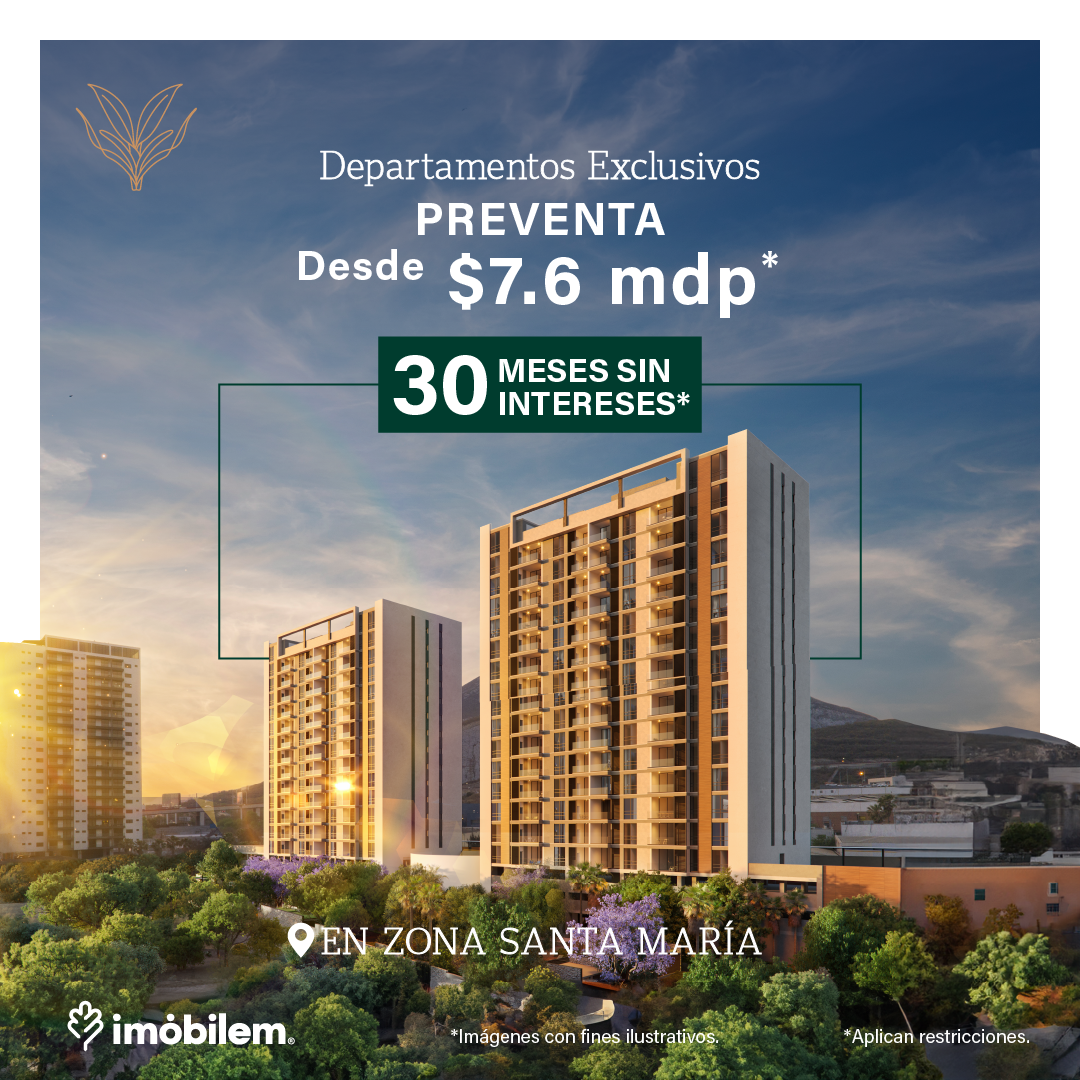 Departamentos Exclusivos
PREVENTA
Desde $7.6 mdp*
30 MESES SIN
INTERESES*
EN ZONA SANTA MARÍA
imóbilem®
*Imágenes con fines ilustrativos.
*Aplican restricciones.